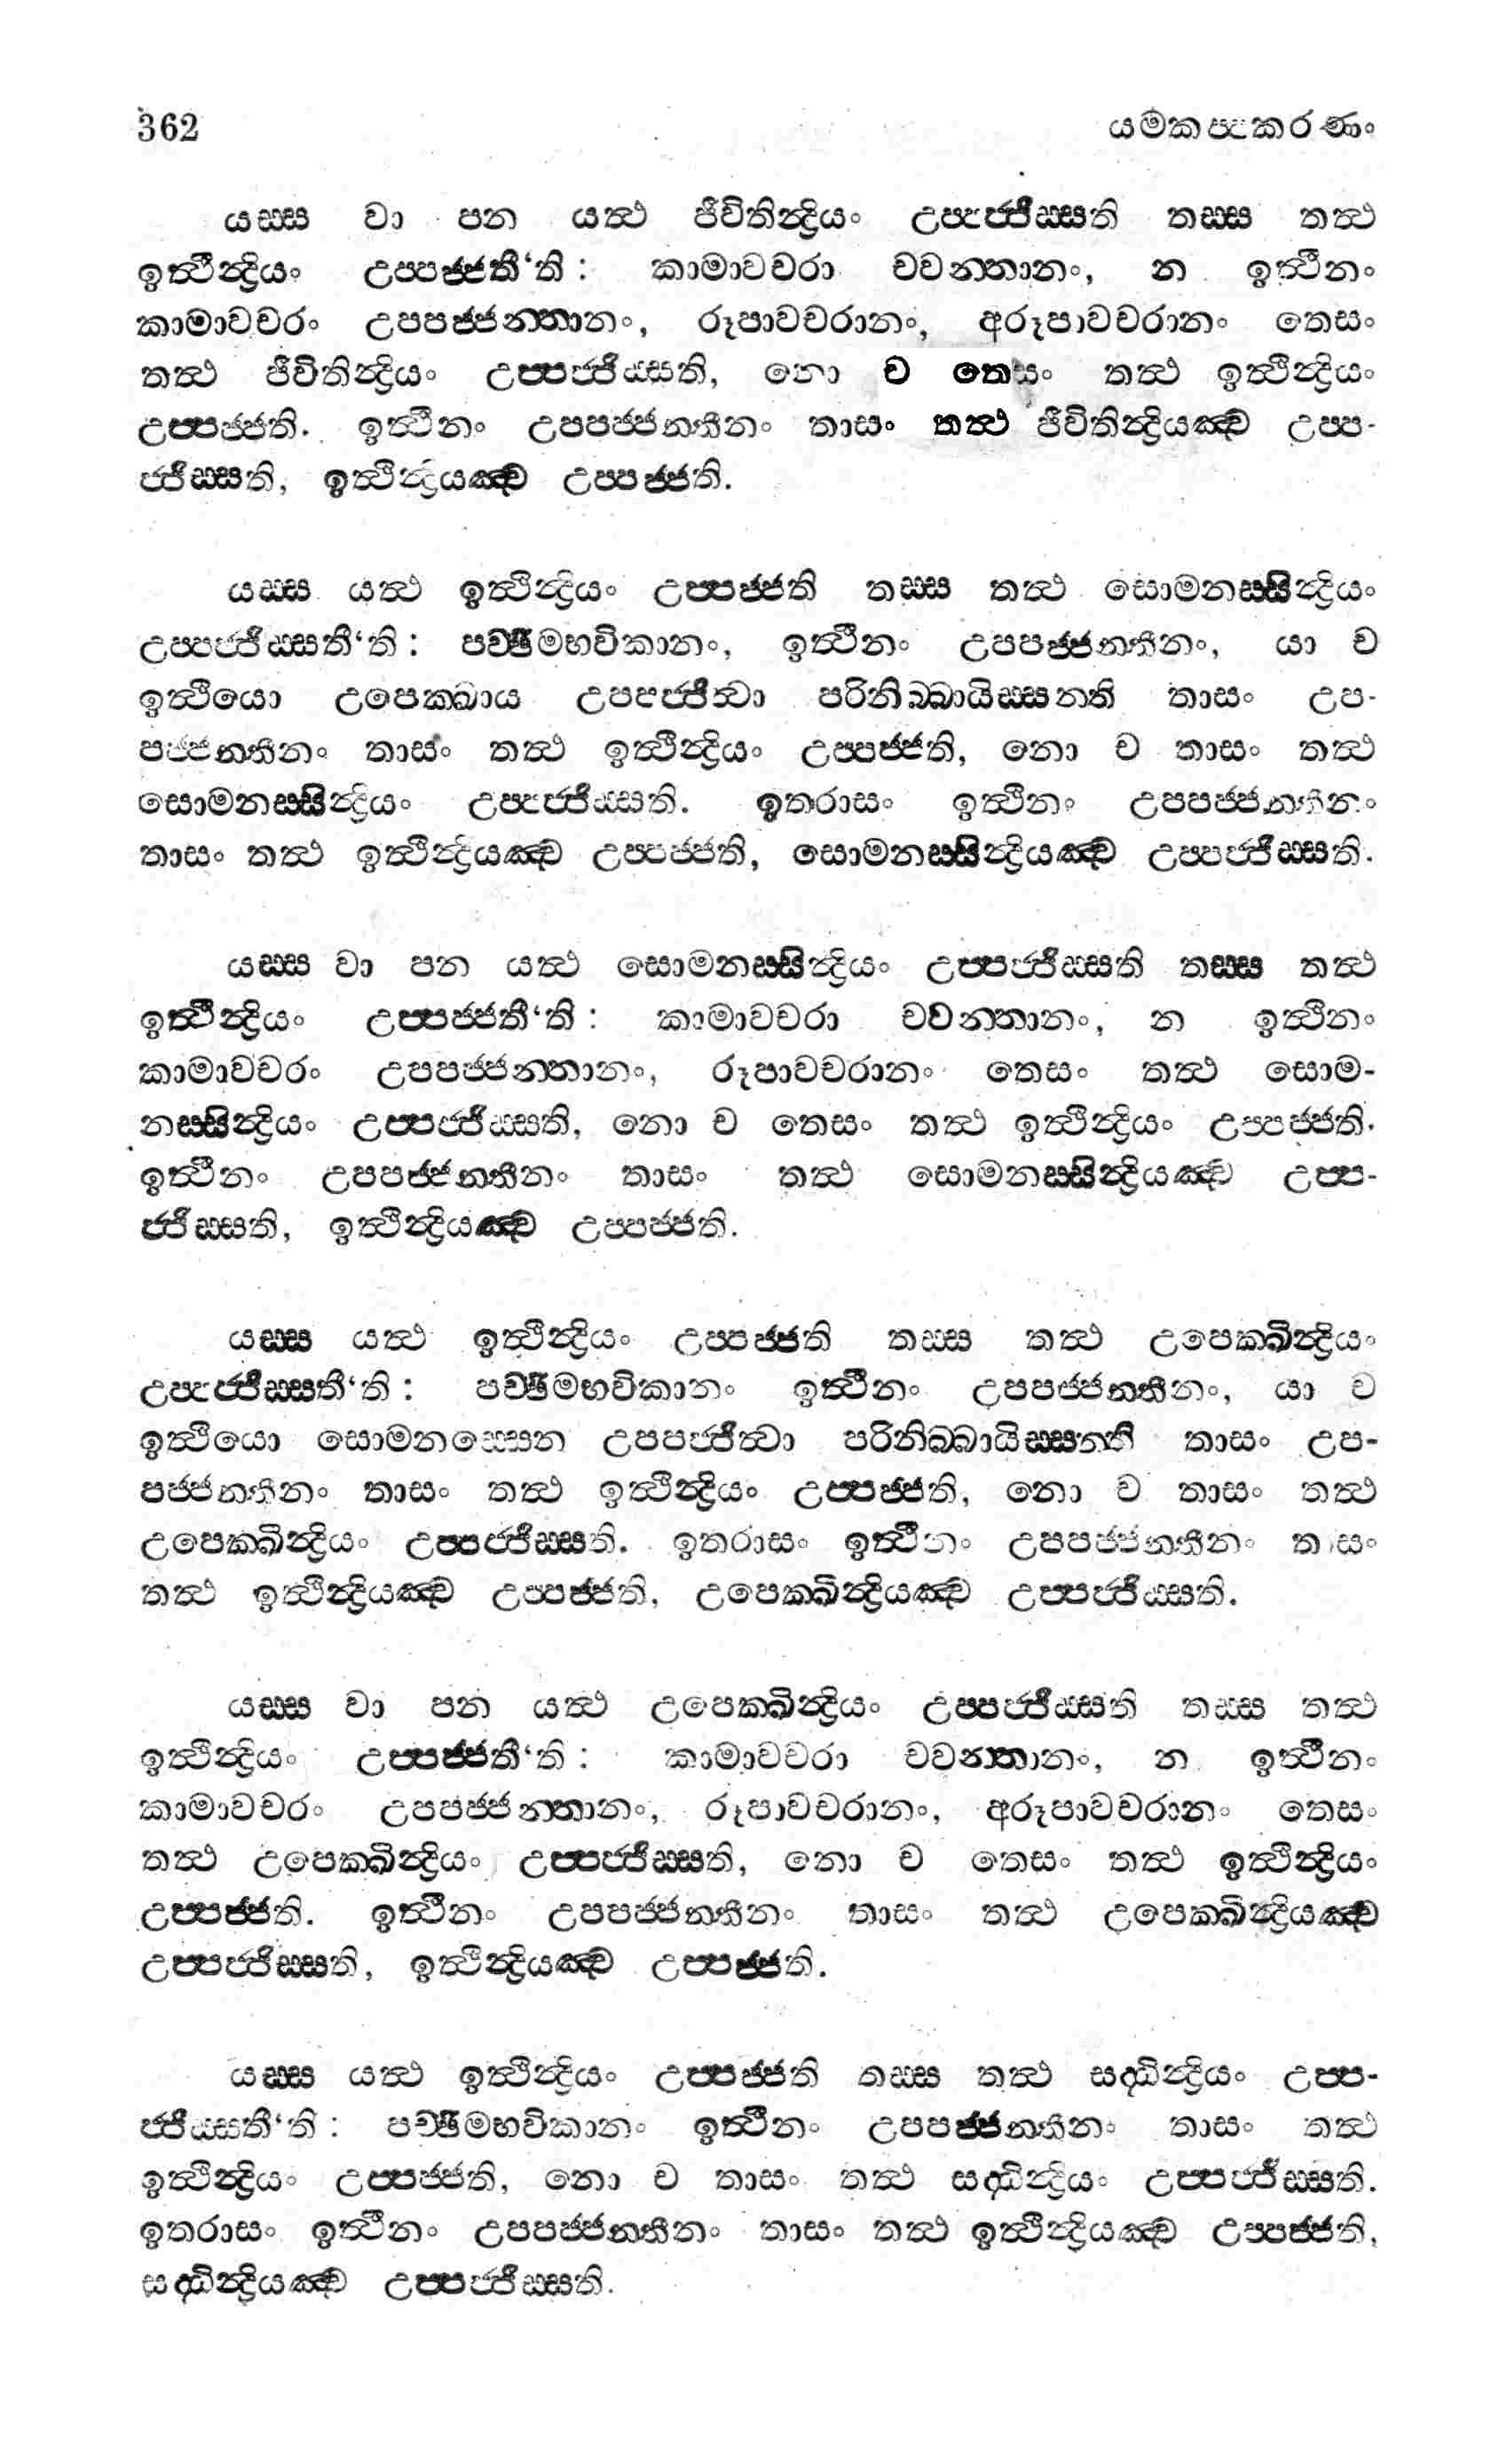 362 යමකප්පකරණං
යස්ස වා පන යත්ථ ජීවිතින්ද්‍රියං උප්පජ්ජිස්සති තස්ස තත්ථ
ඉත්ථින්ද්‍රියං උප්පජ්ජතී‘ති : කාමාවචරා චවන්තානං, න ඉත්ථීනං
කාමාවචරං උපපජ්ජන්තානං, රූපාවචරානං, අරූපාවචරානං තෙසං
තත්ථ ජීවිතින්ද්‍රියං උප්පජ්ජිස්සති, නො ච තෙසං තත්ථ ඉත්ථින්ද්‍රියං
උප්පජ්ජති. ඉත්ථීනං උපපජ්ජන්තීනං තාසං තත්ථ ජීවිතින්ද්‍රියඤ්ච උප්ප-
ජ්ජිස්සති, ඉත්ථින්ද්‍රියඤ්ච උප්පජ්ජති.
යස්ස යත්ථ ඉත්ථින්ද්‍රියං උප්පජ්ජති තස්ස තත්ථ සොමනස්සින්ද්‍රියං
උප්පජ්ජිස්සතී‘ති : පච්ඡිමභවිකානං, ඉත්ථීනං උපපජ්ජන්තීනං, යා ච
ඉත්ථියො උපෙක්ඛාය උපපජ්ජිත්වා පරිනිබ්බායිස්සන්ති තාසං උප-
පජ්ජන්තීනං තාසං තත්ථ ඉත්ථින්ද්‍රියං උප්පජ්ජති, නො ච තාසං තත්ථ
සොමනස්සින්ද්‍රියං උප්පජ්ජිස්සති. ඉතරාසං ඉත්ථීනං උපපජ්ජන්තීනං
තාසං තත්ථ ඉත්ථින්ද්‍රියඤ්ච උප්පජ්ජති, සොමනස්සින්ද්‍රියඤ්ච උප්පජ්ජිස්සති.
යස්ස වා පන යත්ථ සොමනස්සින්ද්‍රියං උප්පජ්ජිස්සති තස්ස තත්ථ
ඉත්ථින්ද්‍රියං උප්පජ්ජතී‘ති : කාමාවචරා චවන්තානං, න ඉත්ථීනං
කාමාවචරං උපපජ්ජන්තානං, රූපාවචරානං තෙසං තත්ථ සොම-
නස්සින්ද්‍රියං උප්පජ්ජිස්සති, නො ච තෙසං තත්ථ ඉත්ථින්ද්‍රියං උප්පජ්ජති.
ඉත්ථීනං උපපජ්ජන්තීනං තාසං තත්ථ සොමනස්සින්ද්‍රියඤ්ච උප්ප-
ජ්ජිස්සති, ඉත්ථින්ද්‍රියඤ්ච උප්පජ්ජති.
යස්ස යත්ථ ඉත්ථින්ද්‍රියං උප්පජ්ජති තස්ස තත්ථ උපෙක්ඛින්ද්‍රියං
උප්පජ්ජිස්සතී‘ති : පච්ඡිමභවිකානං ඉත්ථීනං උපපජ්ජන්තීනං, යා ච
ඉත්ථියො සොමනස්සෙන උපපජ්ජිත්වා පරිනිබ්බායිස්සන්ති තාසං උප-
පජ්ජන්තීනං තාසං තත්ථ ඉත්ථින්ද්‍රියං උප්පජ්ජති, නො ච තාසං තත්ථ
උපෙක්ඛින්ද්‍රියං උප්පජ්ජිස්සති. ඉතරාසං ඉත්ථීනං උපපජ්ජන්තීනං තාසං
තත්ථ ඉත්ථින්ද්‍රියඤ්ච උප්පජ්ජති, උපෙක්ඛින්ද්‍රියඤ්ච උප්පජ්ජිස්සති.
යස්ස වා පන යත්ථ උපෙක්ඛින්ද්‍රියං උප්පජ්ජිස්සති තස්ස තත්ථ
ඉත්ථින්ද්‍රියං උප්පජ්ජතී‘ති : කාමාවචරා චවන්තානං, න ඉත්ථීනං
කාමාවචරං උපපජ්ජන්තානං, රූපාවචරානං, අරූපාවචරානං තෙසං
තත්ථ උපෙක්ඛින්ද්‍රියං උප්පජ්ජිස්සති, නො ච තෙසං තත්ථ ඉත්ථින්ද්‍රියං
උප්පජ්ජති. ඉත්ථීනං උපපජ්ජන්තීනං තාසං තත්ථ උපෙක්ඛින්ද්‍රියඤ්ච
උප්පජ්ජිස්සති, ඉත්ථින්ද්‍රියඤ්ච උප්පජ්ජති.
යස්ස යත්ථ ඉත්ථින්ද්‍රියං උප්පජ්ජති තස්ස තත්ථ සද්ධින්ද්‍රියං උප්ප-
ජ්ජිස්සතී‘ති : පච්ඡිමභවිකානං ඉත්ථීනං උපපජ්ජන්තීනං තාසං තත්ථ
ඉත්ථින්ද්‍රියං උප්පජ්ජති, නො ච තාසං තත්ථ සද්ධින්ද්‍රියං උප්පජ්ජිස්සති.
ඉතරාසං ඉත්ථීනං උපපජ්ජන්තීනං තාසං තත්ථ ඉත්ථින්ද්‍රියඤ්ච උප්පජ්ජති,
සද්ධින්ද්‍රියඤ්ච උප්පජ්ජිස්සති.